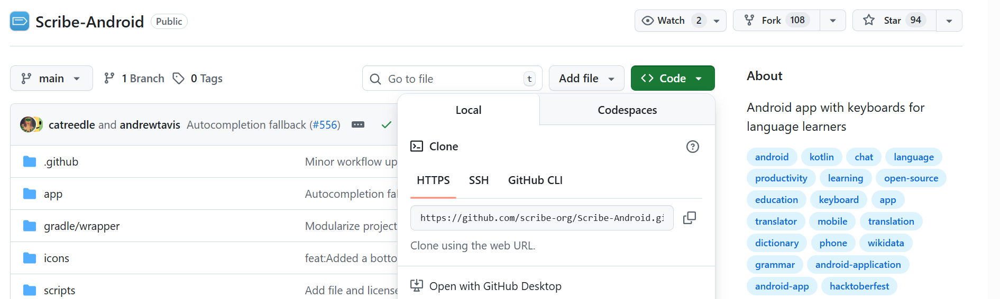 Scribe-Android Public Watch 2 Fork 108 Star 94
main 1 Branch 0 Tags Go to file t Add file Code
catreedle and andrewtavis Autocompletion fallback (#556)
.github Minor workflow up
app Autocompletion fal
gradle/wrapper Modularize project
icons feat:Added a botto
scripts Add file and license
Local Codespaces
Clone
HTTPS SSH GitHub CLI
https://github.com/scribe-org/Scribe-Android.gi
Clone using the web URL.
Open with GitHub Desktop
About
Android app with keyboards for
language learners
android kotlin chat language
productivity learning open-source
education keyboard app
translator mobile translation
dictionary phone wikidata
grammar android-application
android-app hacktoberfest